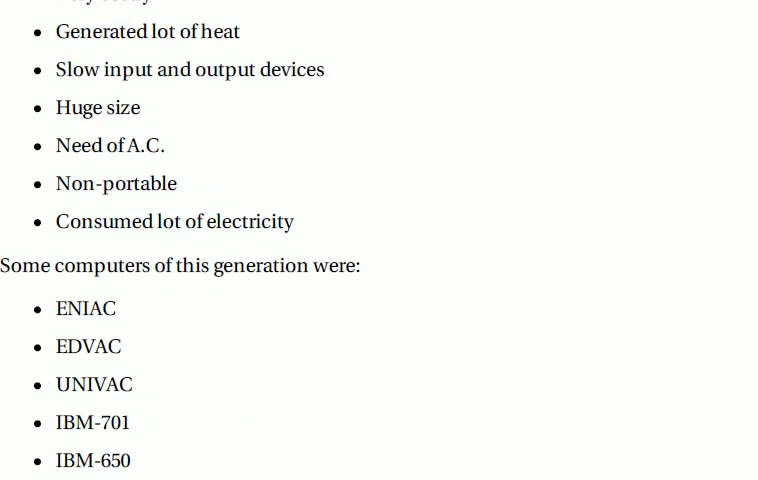 Generated lot of heat
Slow input and output devices
Huge size
Need of A.C.
Non-portable
Consumed lot of electricity
Some computers of this generation were:
ENIAC
EDVAC
UNIVAC
IBM-701
IBM-650